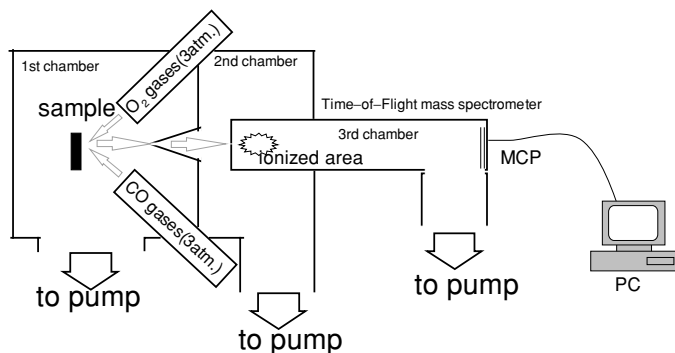 1st chamber
O₂ gases(3atm.)
2nd chamber
sample
Time−of−Flight mass spectrometer
3rd chamber
ionized area
MCP
CO gases(3atm.)
PC
to pump
to pump
to pump